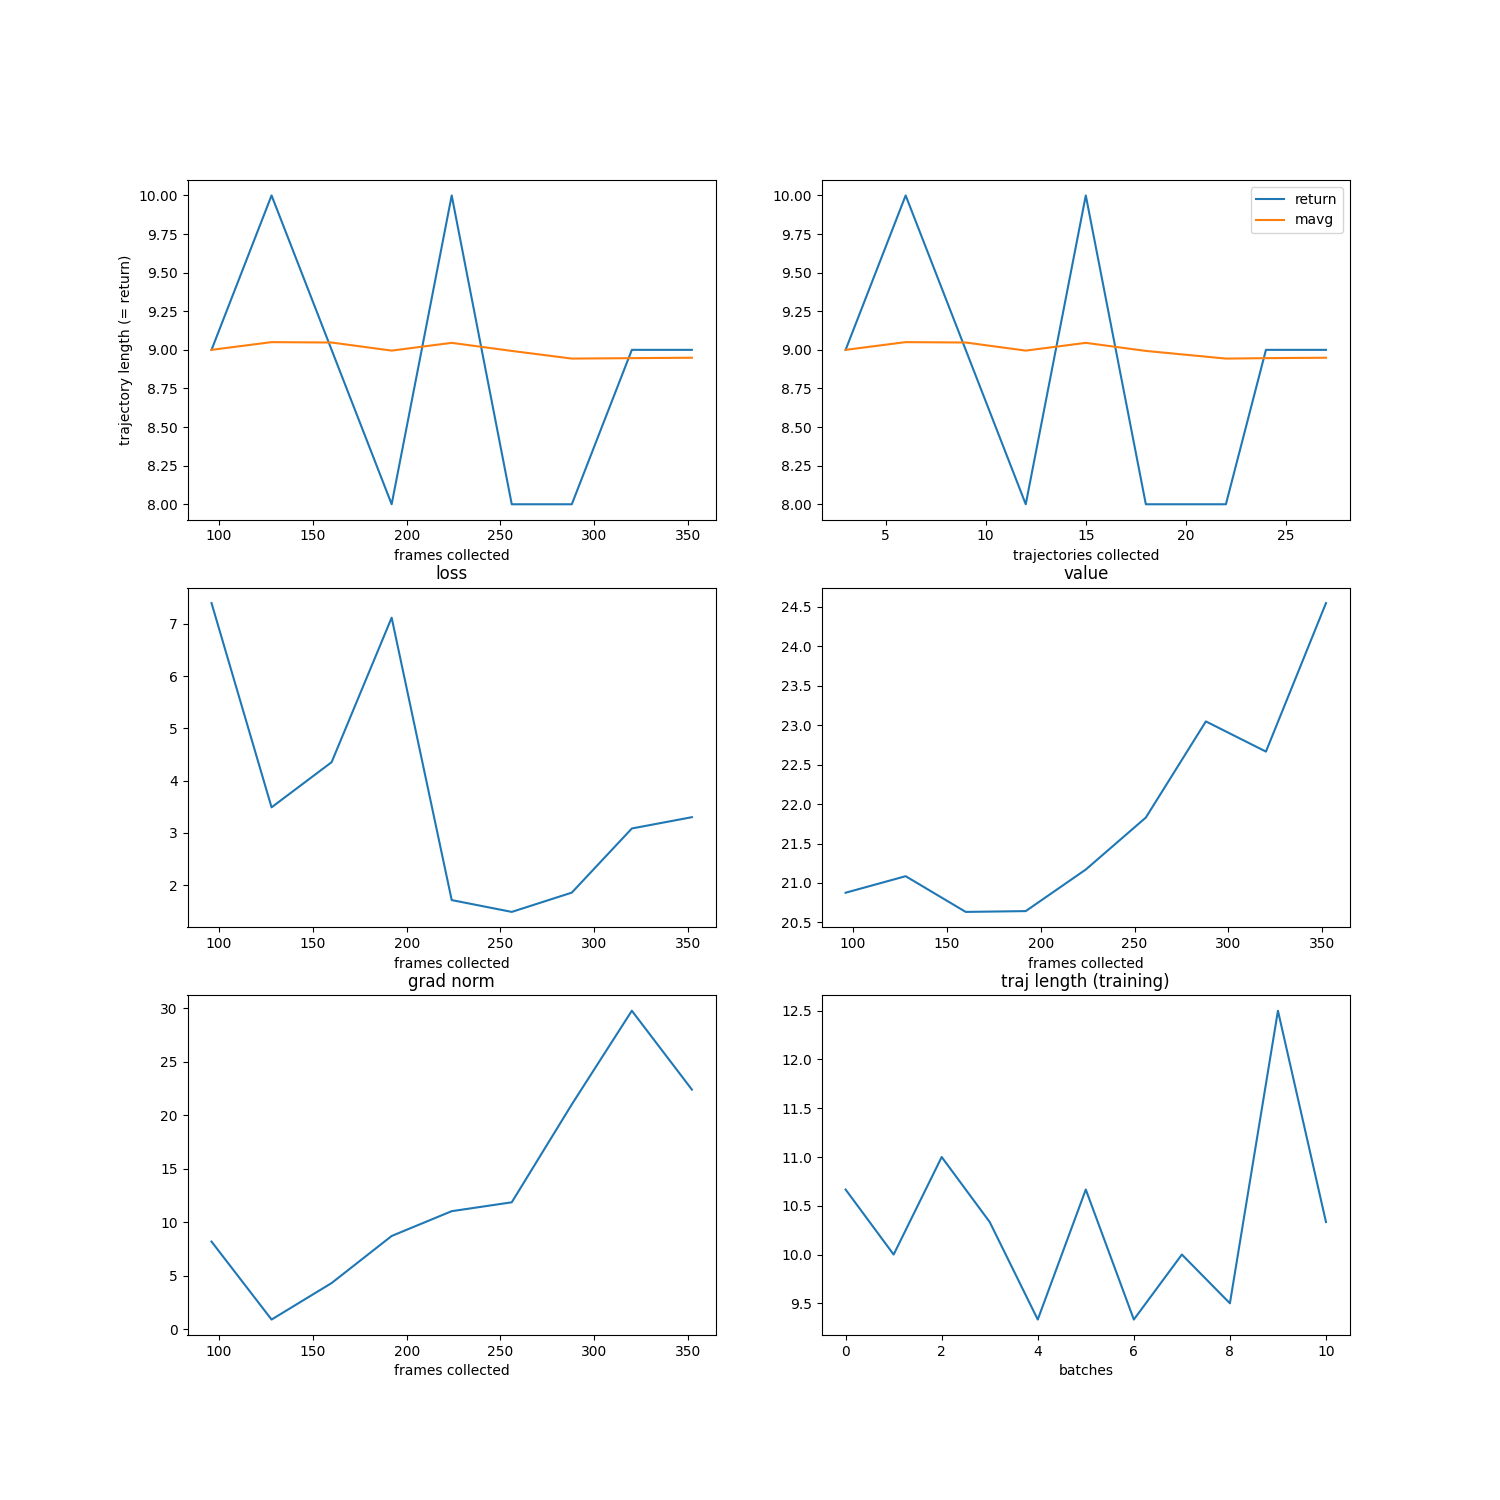 10.00
9.75
9.50
9.25
9.00
8.75
8.50
8.25
8.00
trajectory length (= return)
100 150 200 250 300 350
frames collected
10.00
9.75
9.50
9.25
9.00
8.75
8.50
8.25
8.00
return
mavg
5 10 15 20 25
trajectories collected
loss
7
6
5
4
3
2
100 150 200 250 300 350
frames collected
value
24.5
24.0
23.5
23.0
22.5
22.0
21.5
21.0
20.5
100 150 200 250 300 350
frames collected
grad norm
30
25
20
15
10
5
0
100 150 200 250 300 350
frames collected
traj length (training)
12.5
12.0
11.5
11.0
10.5
10.0
9.5
0 2 4 6 8 10
batches